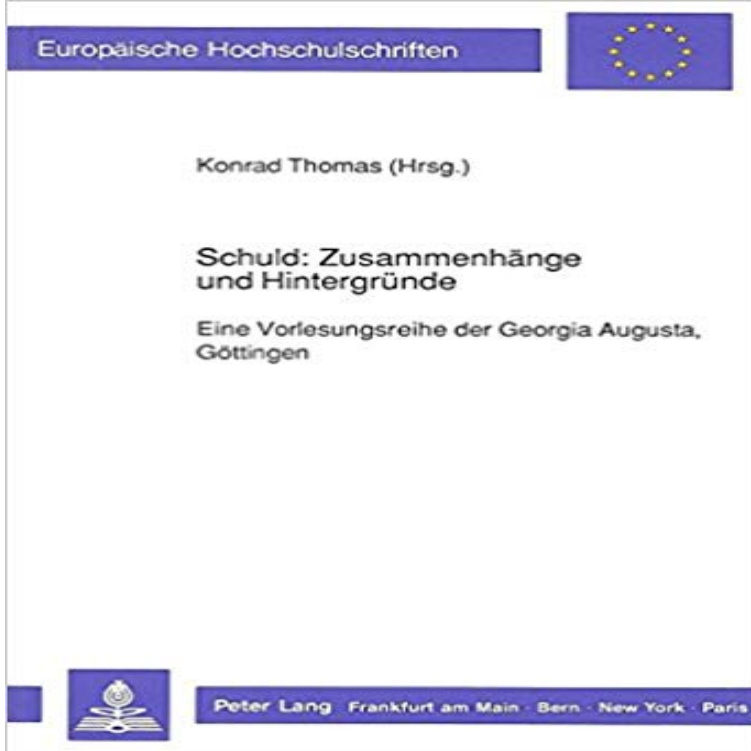 Europäische Hochschulschriften
Konrad Thomas (Hrsg.)
Schuld: Zusammenhänge
und Hintergründe
Eine Vorlesungsreihe der Georgia Augusta,
Göttingen
Peter Lang Frankfurt am Main · Bern · New York · Paris